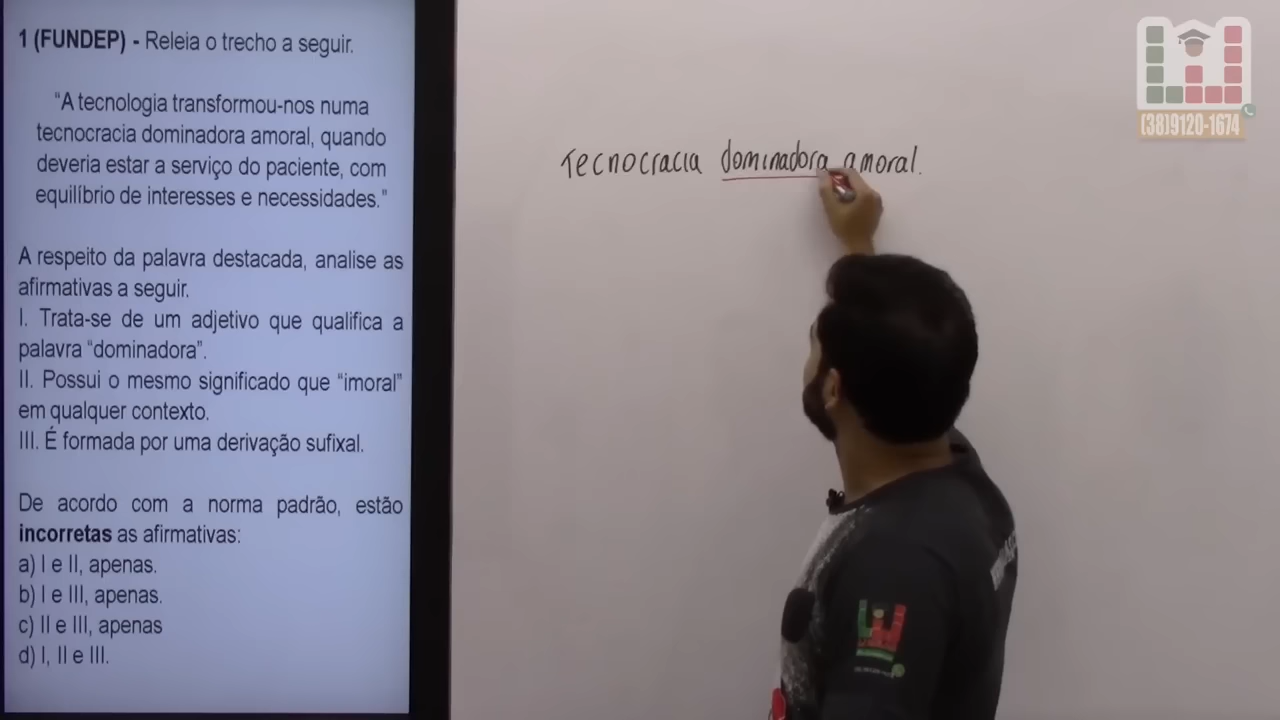 1 (FUNDEP) - Releia o trecho a seguir.
“A tecnologia transformou-nos numa
tecnocracia dominadora amoral, quando
deveria estar a serviço do paciente, com
equilíbrio de interesses e necessidades.”
A respeito da palavra destacada, analise as
afirmativas a seguir.
I. Trata-se de um adjetivo que qualifica a
palavra “dominadora”.
II. Possui o mesmo significado que “imoral”
em qualquer contexto.
III. É formada por uma derivação sufixal.
De acordo com a norma padrão, estão
incorretas as afirmativas:
a) I e II, apenas.
b) I e III, apenas.
c) II e III, apenas
d) I, II e III.
Tecnocracia dominadora amoral.
(38)9120-1674